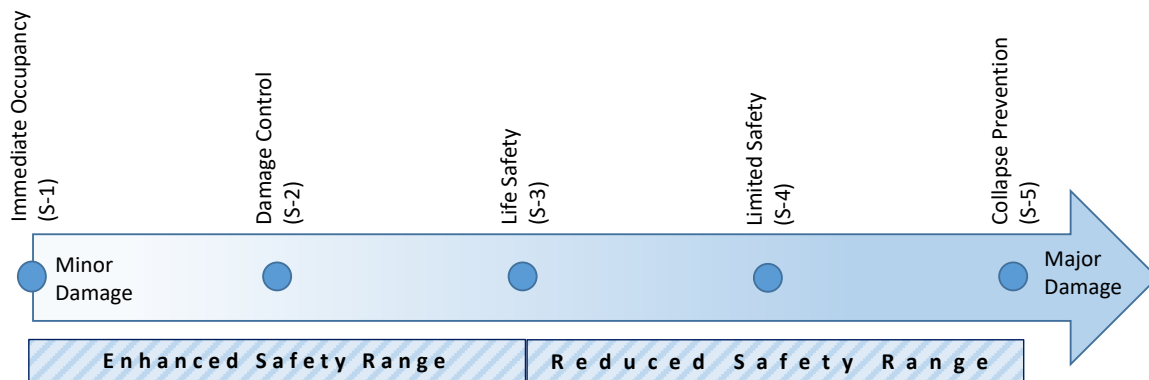 Immediate Occupancy
(S-1)
Damage Control
(S-2)
Life Safety
(S-3)
Limited Safety
(S-4)
Collapse Prevention
(S-5)
Minor
Damage
Major
Damage
Enhanced Safety Range
Reduced Safety Range